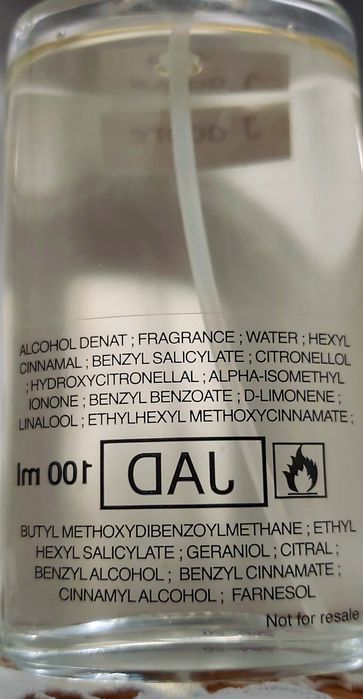 J'adore
ALCOHOL DENAT ; FRAGRANCE ; WATER ; HEXYL
CINNAMAL ; BENZYL SALICYLATE ; CITRONELLOL
; HYDROXYCITRONELLAL ; ALPHA-ISOMETHYL
IONONE ; BENZYL BENZOATE ; D-LIMONENE ;
LINALOOL ; ETHYLHEXYL METHOXYCINNAMATE ;
100 ml JAD
BUTYL METHOXYDIBENZOYLMETHANE ; ETHYL
HEXYL SALICYLATE ; GERANIOL ; CITRAL ;
BENZYL ALCOHOL ; BENZYL CINNAMATE ;
CINNAMYL ALCOHOL ; FARNESOL
Not for resale